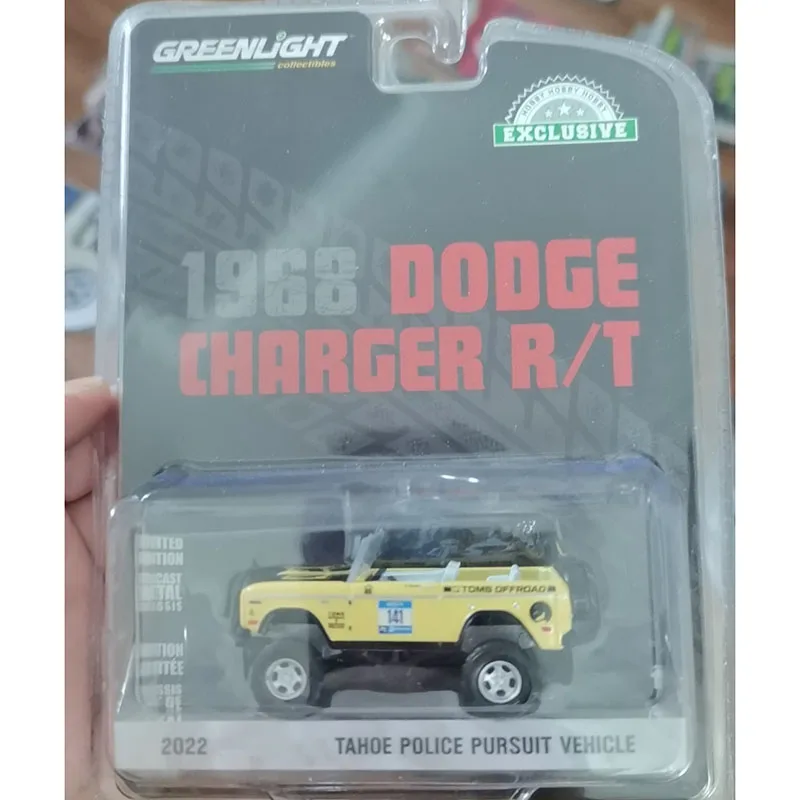 GREENLiGHT
collectibles
HOBBY HOBBY HOBBY
EXCLUSIVE
1968 DODGE
CHARGER R/T
TOMS OFFROAD
141
2022
TAHOE POLICE PURSUIT VEHICLE